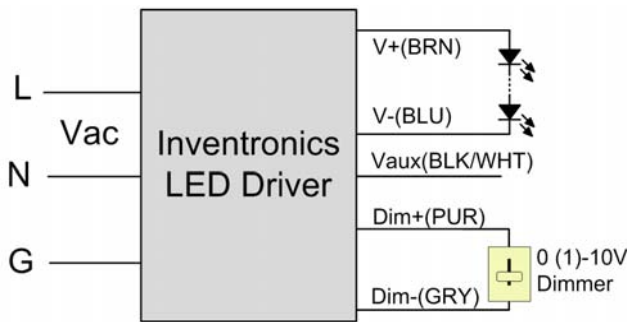 L
Vac
N
G
Inventronics
LED Driver
V+(BRN)
V-(BLU)
Vaux(BLK/WHT)
Dim+(PUR)
Dim-(GRY)
0 (1)-10V
Dimmer